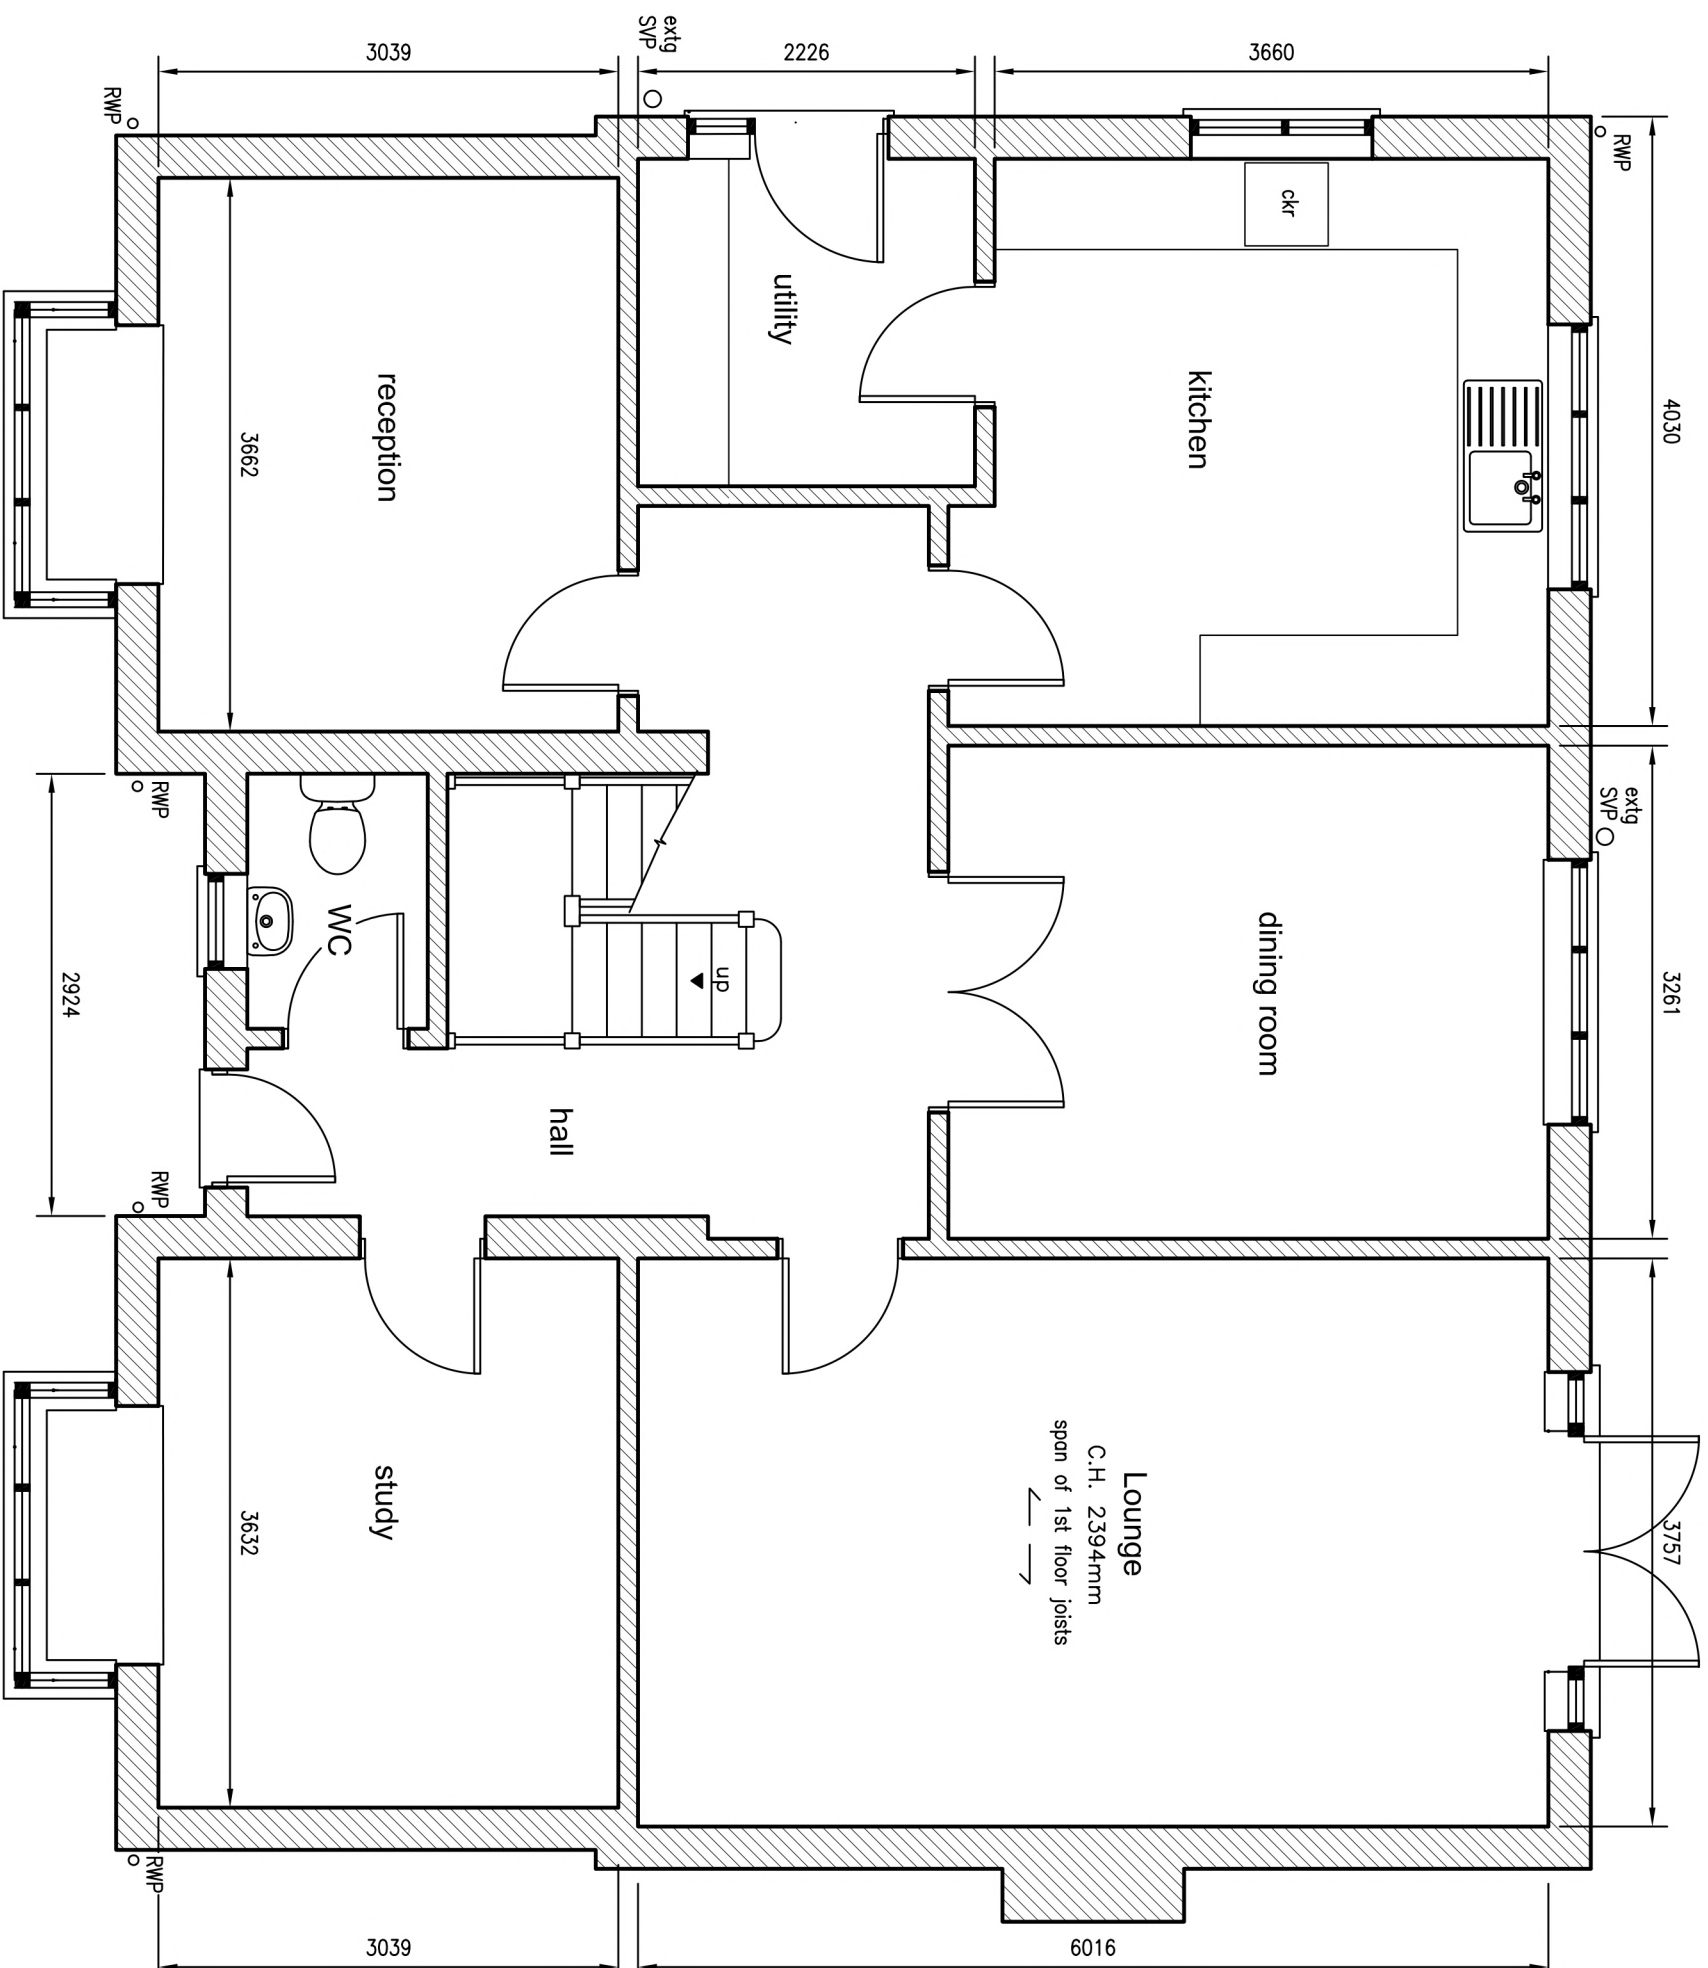 3039
2226
3660
extg
SVP
RWP
RWP
ckr
utility
kitchen
4030
reception
3662
RWP
extg
SVP
WC
up
dining room
3261
2924
hall
RWP
Lounge
C.H. 2394mm
span of 1st floor joists
3757
study
3632
RWP
3039
6016